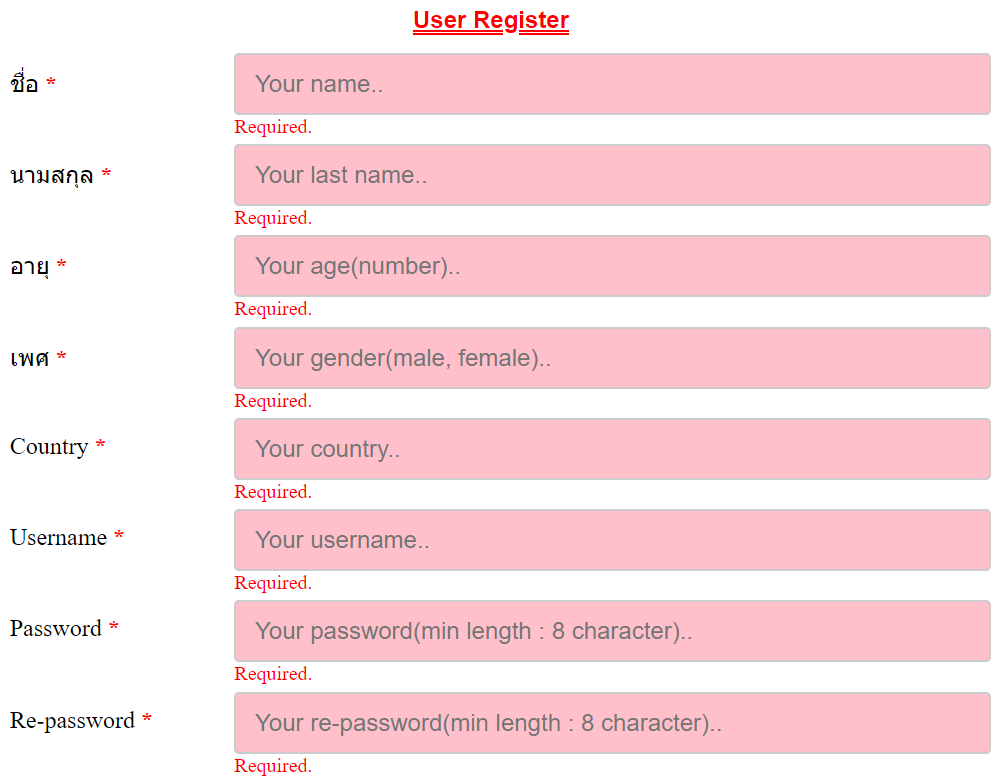 User Register
ชื่อ * Your name..
Required.
นามสกุล * Your last name..
Required.
อายุ * Your age(number)..
Required.
เพศ * Your gender(male, female)..
Required.
Country * Your country..
Required.
Username * Your username..
Required.
Password * Your password(min length : 8 character)..
Required.
Re-password * Your re-password(min length : 8 character)..
Required.